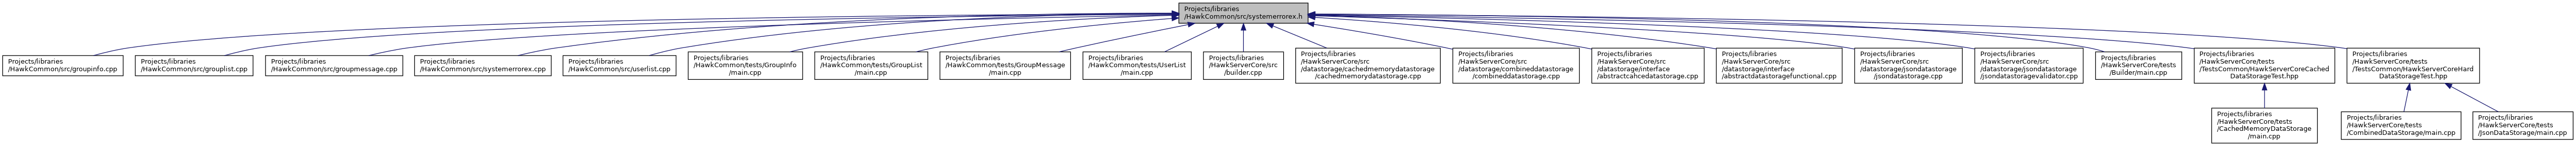 Projects/libraries
/HawkCommon/src/systemerrorex.h
Projects/libraries
/HawkCommon/src/groupinfo.cpp
Projects/libraries
/HawkCommon/src/grouplist.cpp
Projects/libraries
/HawkCommon/src/groupmessage.cpp
Projects/libraries
/HawkCommon/src/systemerrorex.cpp
Projects/libraries
/HawkCommon/src/userlist.cpp
Projects/libraries
/HawkCommon/tests/GroupInfo
/main.cpp
Projects/libraries
/HawkCommon/tests/GroupList
/main.cpp
Projects/libraries
/HawkCommon/tests/GroupMessage
/main.cpp
Projects/libraries
/HawkCommon/tests/UserList
/main.cpp
Projects/libraries
/HawkServerCore/src
/builder.cpp
Projects/libraries
/HawkServerCore/src
/datastorage/cachedmemorydatastorage
/cachedmemorydatastorage.cpp
Projects/libraries
/HawkServerCore/src
/datastorage/combineddatastorage
/combineddatastorage.cpp
Projects/libraries
/HawkServerCore/src
/datastorage/interface
/abstractcahcedatastorage.cpp
Projects/libraries
/HawkServerCore/src
/datastorage/interface
/abstractdatastoragefunctional.cpp
Projects/libraries
/HawkServerCore/src
/datastorage/jsondatastorage
/jsondatastorage.cpp
Projects/libraries
/HawkServerCore/src
/datastorage/jsondatastorage
/jsondatastoragevalidator.cpp
Projects/libraries
/HawkServerCore/tests
/Builder/main.cpp
Projects/libraries
/HawkServerCore/tests
/TestsCommon/HawkServerCoreCached
DataStorageTest.hpp
Projects/libraries
/HawkServerCore/tests
/TestsCommon/HawkServerCoreHard
DataStorageTest.hpp
Projects/libraries
/HawkServerCore/tests
/CachedMemoryDataStorage
/main.cpp
Projects/libraries
/HawkServerCore/tests
/CombinedDataStorage/main.cpp
Projects/libraries
/HawkServerCore/tests
/JsonDataStorage/main.cpp